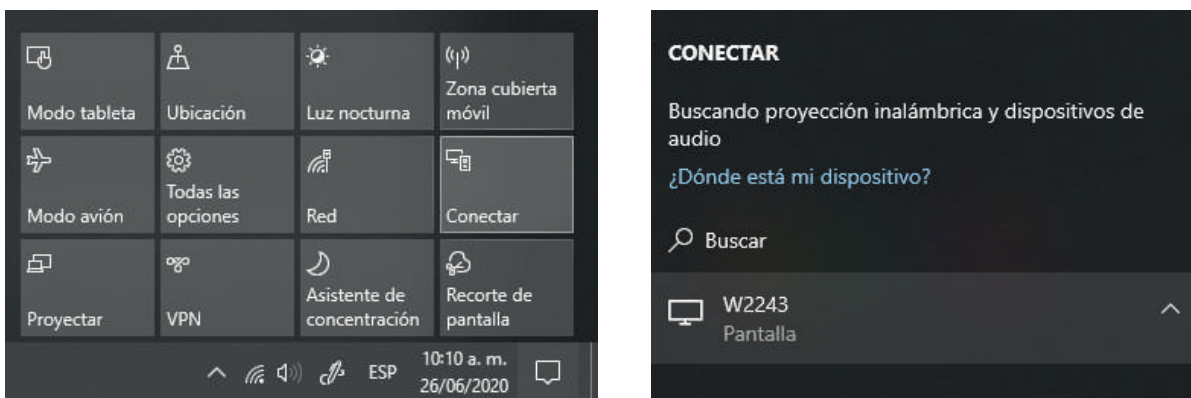 Modo tableta
Ubicación
Luz nocturna
Zona cubierta
móvil
Modo avión
Todas las
opciones
Red
Conectar
Proyectar
VPN
Asistente de
concentración
Recorte de
pantalla
ESP
10:10 a. m.
26/06/2020
CONECTAR
Buscando proyección inalámbrica y dispositivos de
audio
¿Dónde está mi dispositivo?
Buscar
W2243
Pantalla